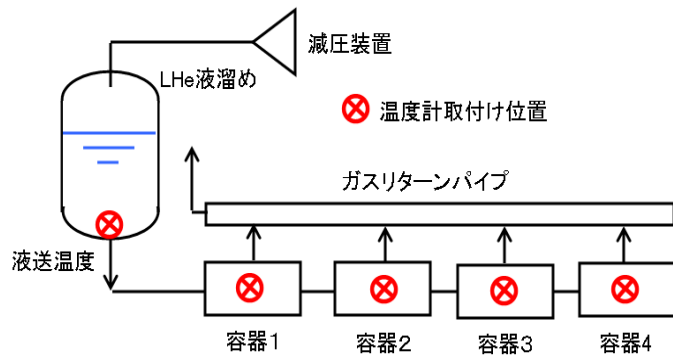 減圧装置
LHe液溜め
温度計取付け位置
ガスリターンパイプ
液送温度
容器1
容器2
容器3
容器4